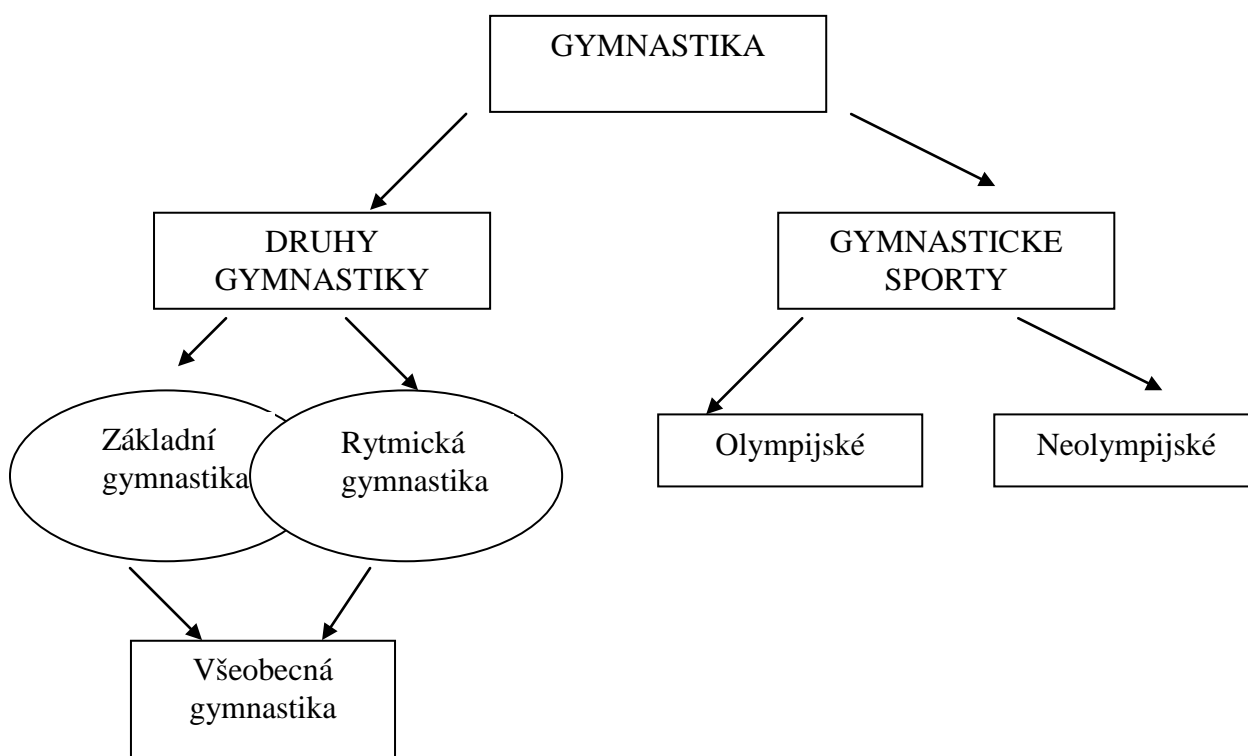 GYMNASTIKA
DRUHY
GYMNASTIKY
GYMNASTICKE
SPORTY
Základní
gymnastika
Rytmická
gymnastika
Olympijské
Neolympijské
Všeobecná
gymnastika